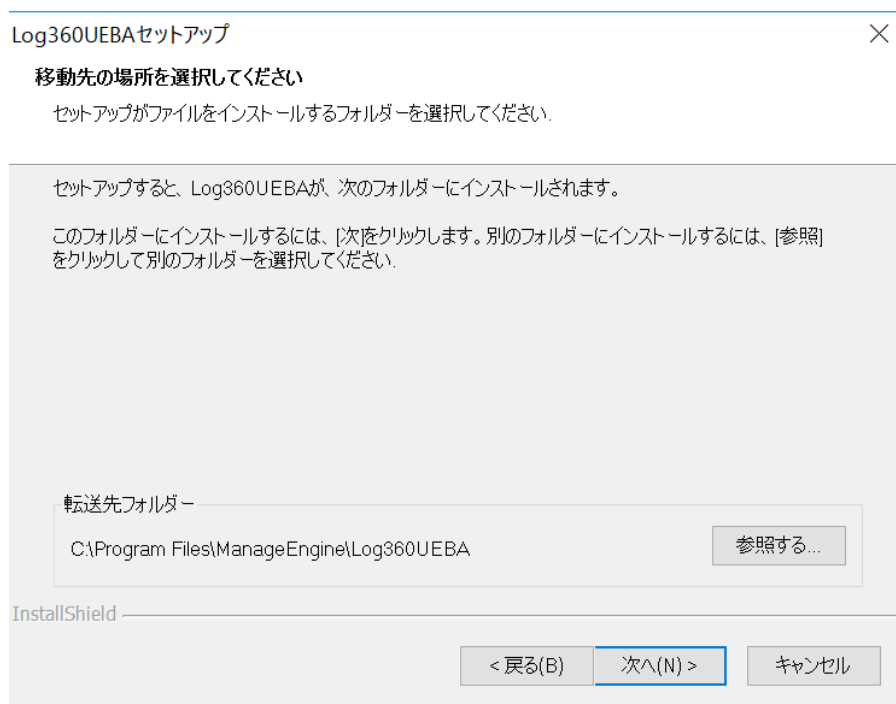 Log360UEBAセットアップ
移動先の場所を選択してください
セットアップがファイルをインストールするフォルダーを選択してください.
セットアップすると、Log360UEBAが、次のフォルダーにインストールされます。
このフォルダーにインストールするには、[次]をクリックします。別のフォルダーにインストールするには、[参照]
をクリックして別のフォルダーを選択してください.
転送先フォルダー
C:\Program Files\ManageEngine\Log360UEBA
参照する...
InstallShield
< 戻る(B)
次へ(N) >
キャンセル